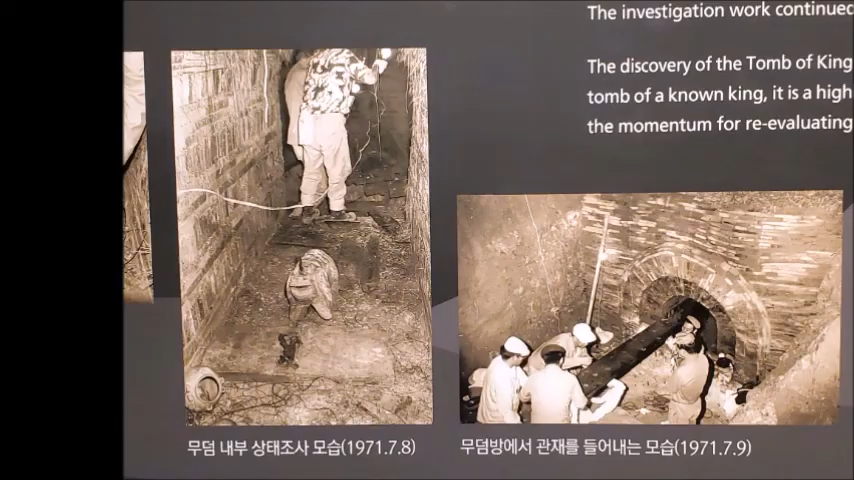 The investigation work continued
The discovery of the Tomb of King
tomb of a known king, it is a high
the momentum for re-evaluating
무덤 내부 상태조사 모습(1971.7.8)
무덤방에서 관재를 들어내는 모습(1971.7.9)